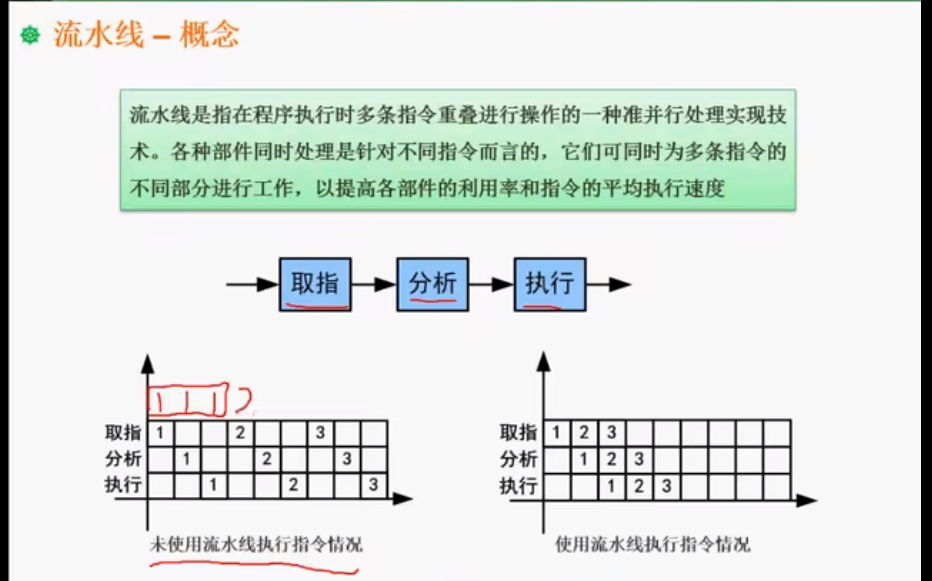 流水线 – 概念
流水线是指在程序执行时多条指令重叠进行操作的一种准并行处理实现技
术。各种部件同时处理是针对不同指令而言的，它们可同时为多条指令的
不同部分进行工作，以提高各部件的利用率和指令的平均执行速度
取指 分析 执行
1 1 1 2
取指 1 2 3
分析 1 2 3
执行 1 2 3
未使用流水线执行指令情况
取指 1 2 3
分析 1 2 3
执行 1 2 3
使用流水线执行指令情况